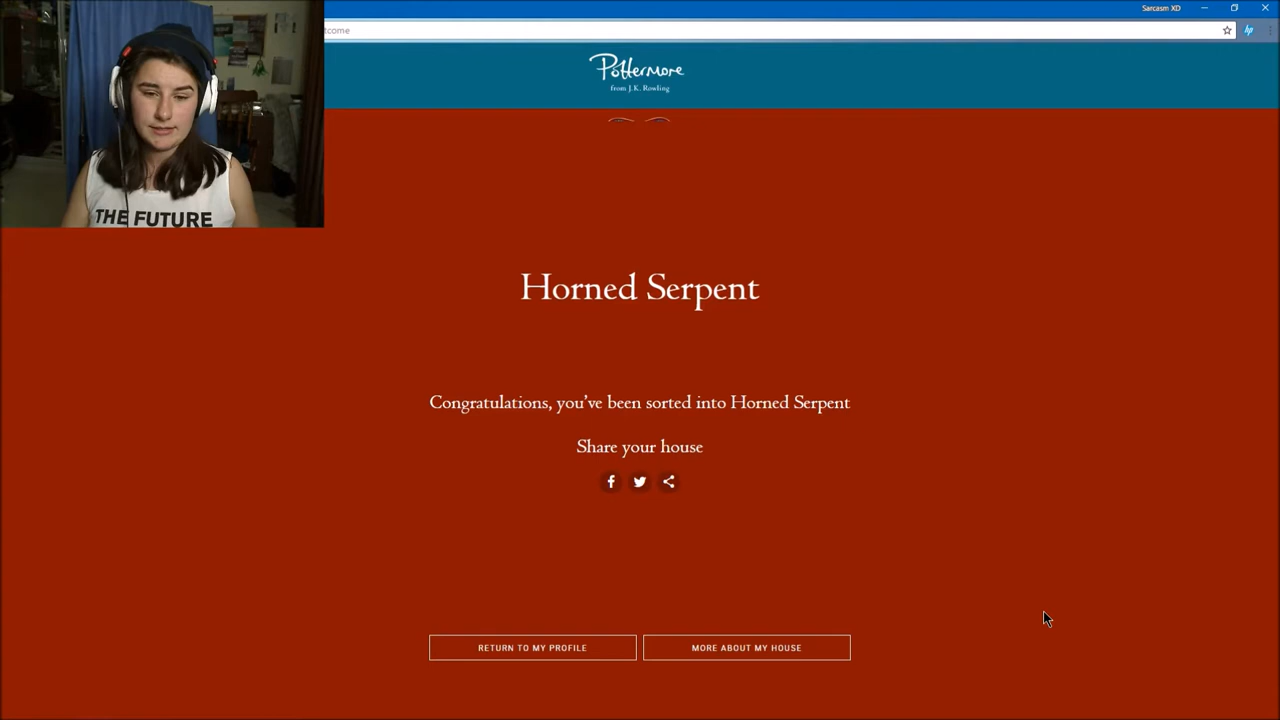 Sarcasm XD
tcome
Pottermore
from J.K. Rowling
THE FUTURE
Horned Serpent
Congratulations, you've been sorted into Horned Serpent
Share your house
RETURN TO MY PROFILE
MORE ABOUT MY HOUSE